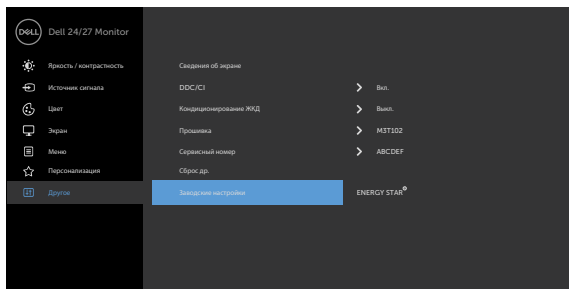 DELL Dell 24/27 Monitor
Яркость / контрастность
Сведения об экране
Источник сигнала
DDC/CI
Вкл.
Цвет
Кондиционирование ЖКД
Выкл.
Экран
Прошивка
M3T102
Меню
Сервисный номер
ABCDEF
Персонализация
Сброс др.
Другое
Заводские настройки
ENERGY STAR®